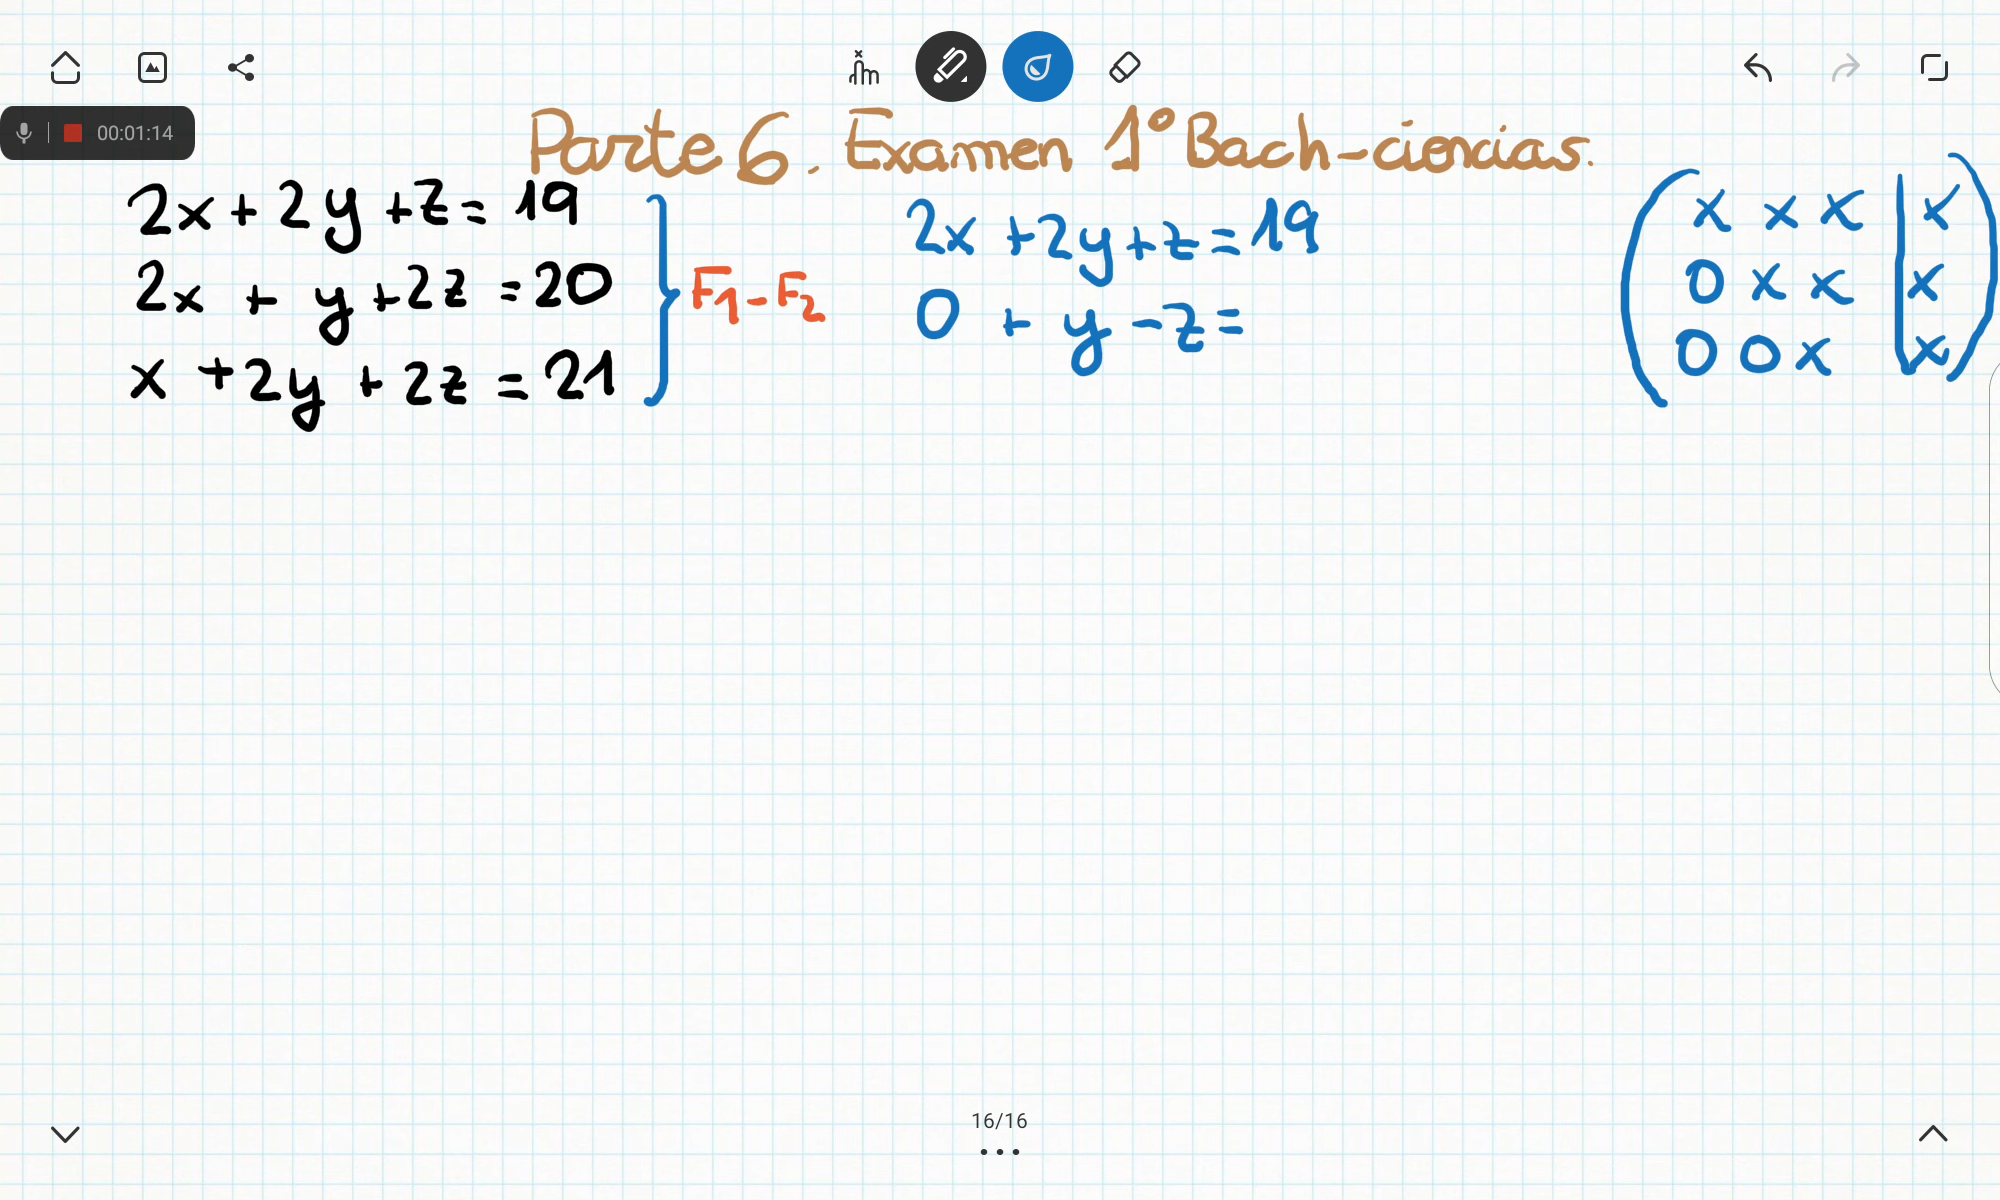 00:01:14
Parte 6. Examen 1º Bach-ciencias.
2x + 2y + z = 19
2x + y + 2z = 20
x + 2y + 2z = 21
F1 - F2
2x + 2y + z = 19
0 + y - z =
x x x | x
0 x x | x
0 0 x | x
16/16